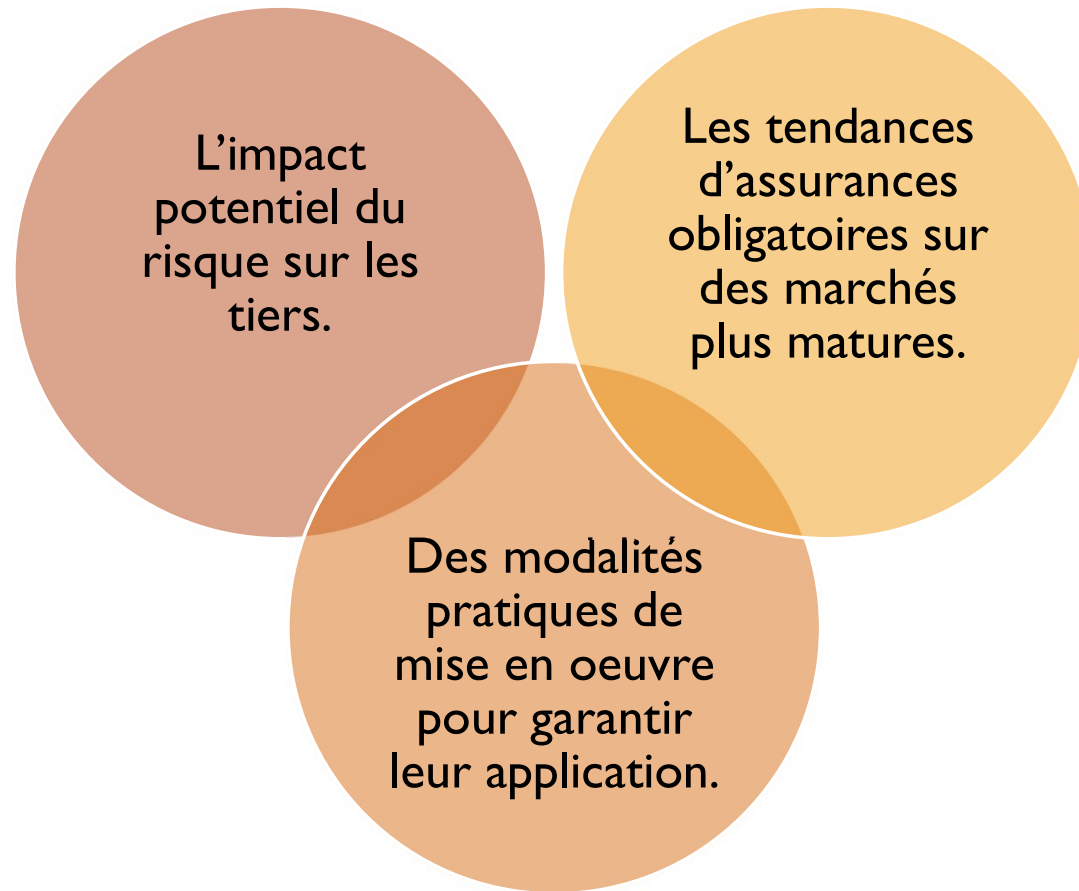 L’impact
potentiel du
risque sur les
tiers.
Les tendances
d’assurances
obligatoires sur
des marchés
plus matures.
Des modalités
pratiques de
mise en oeuvre
pour garantir
leur application.